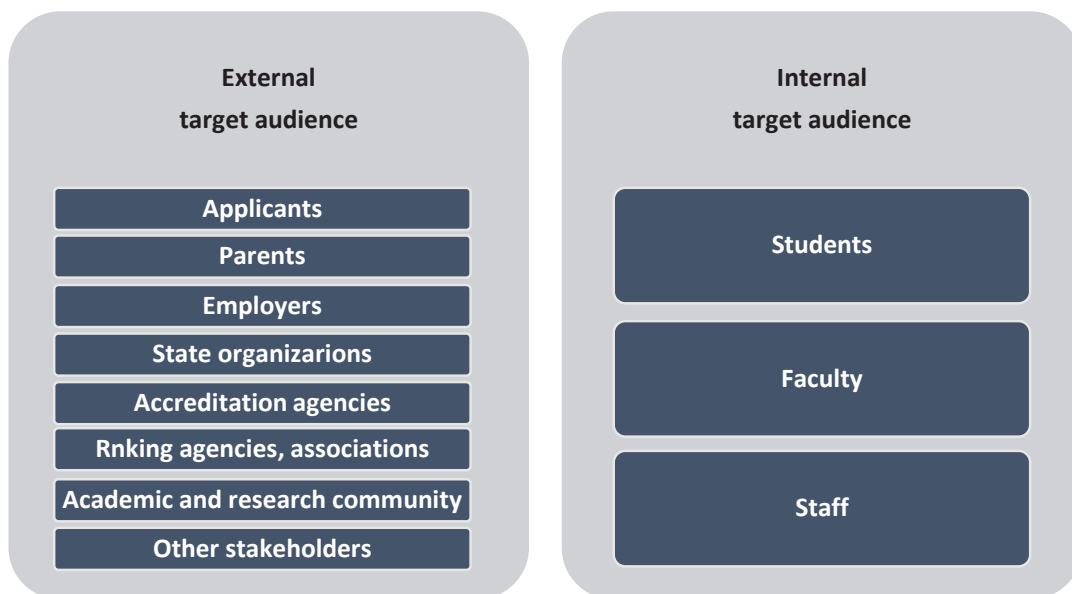 External
target audience
Applicants
Parents
Employers
State organizarions
Accreditation agencies
Rnking agencies, associations
Academic and research community
Other stakeholders
Internal
target audience
Students
Faculty
Staff